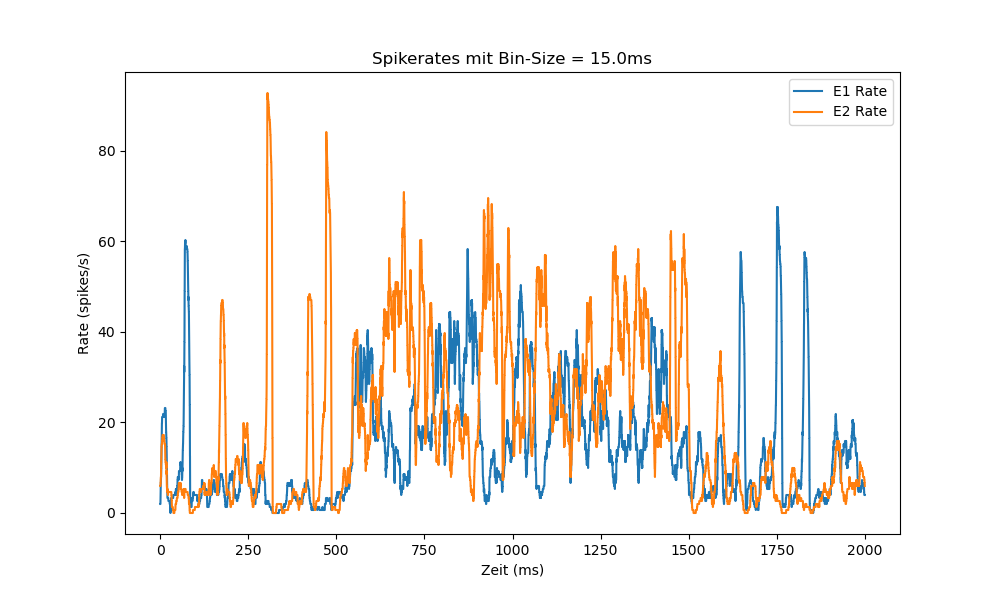 Spikerates mit Bin-Size = 15.0ms
E1 Rate
E2 Rate
80
60
40
20
0
Rate (spikes/s)
0 250 500 750 1000 1250 1500 1750 2000
Zeit (ms)